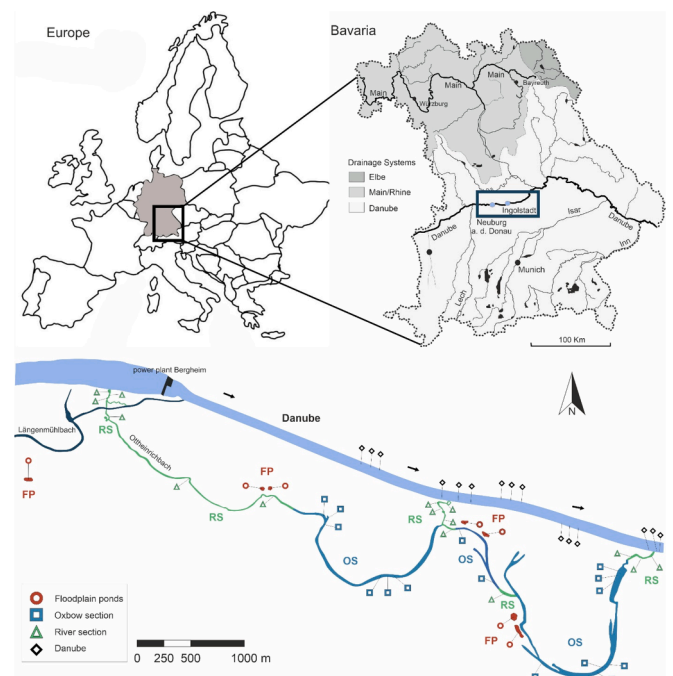 Europe
Bavaria
Main
Main
Main
Bayreuth
Würzburg
Drainage Systems
Elbe
Main/Rhine
Danube
Ingolstadt
Neuburg
a. d. Donau
Danube
Isar
Danube
Inn
Lech
Munich
100 Km
power plant Bergheim
Danube
N
Längenmühlbach
RS
Ottheinrichbach
FP
FP
RS
RS
FP
OS
OS
RS
RS
FP
OS
Floodplain ponds
Oxbow section
River section
Danube
0 250 500 1000 m